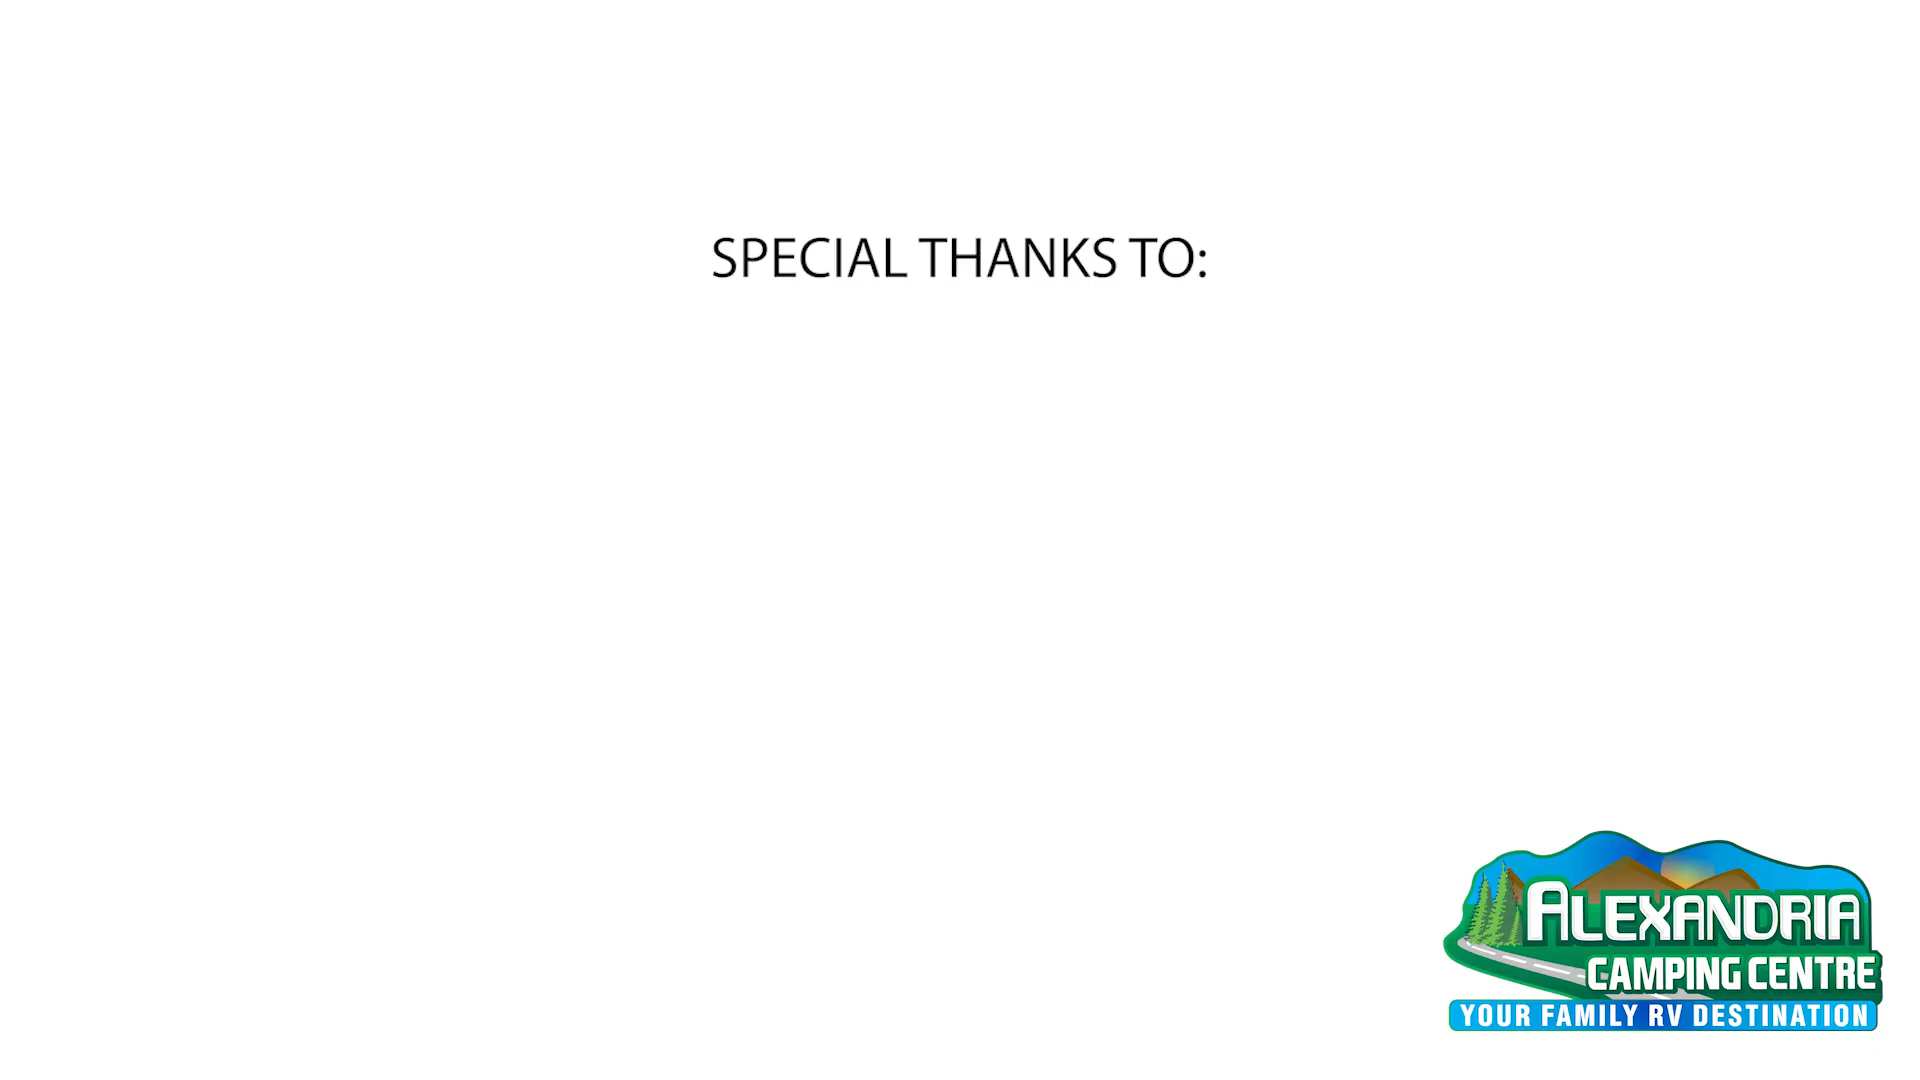 SPECIAL THANKS TO:
ALEXANDRIA
CAMPING CENTRE
YOUR FAMILY RV DESTINATION